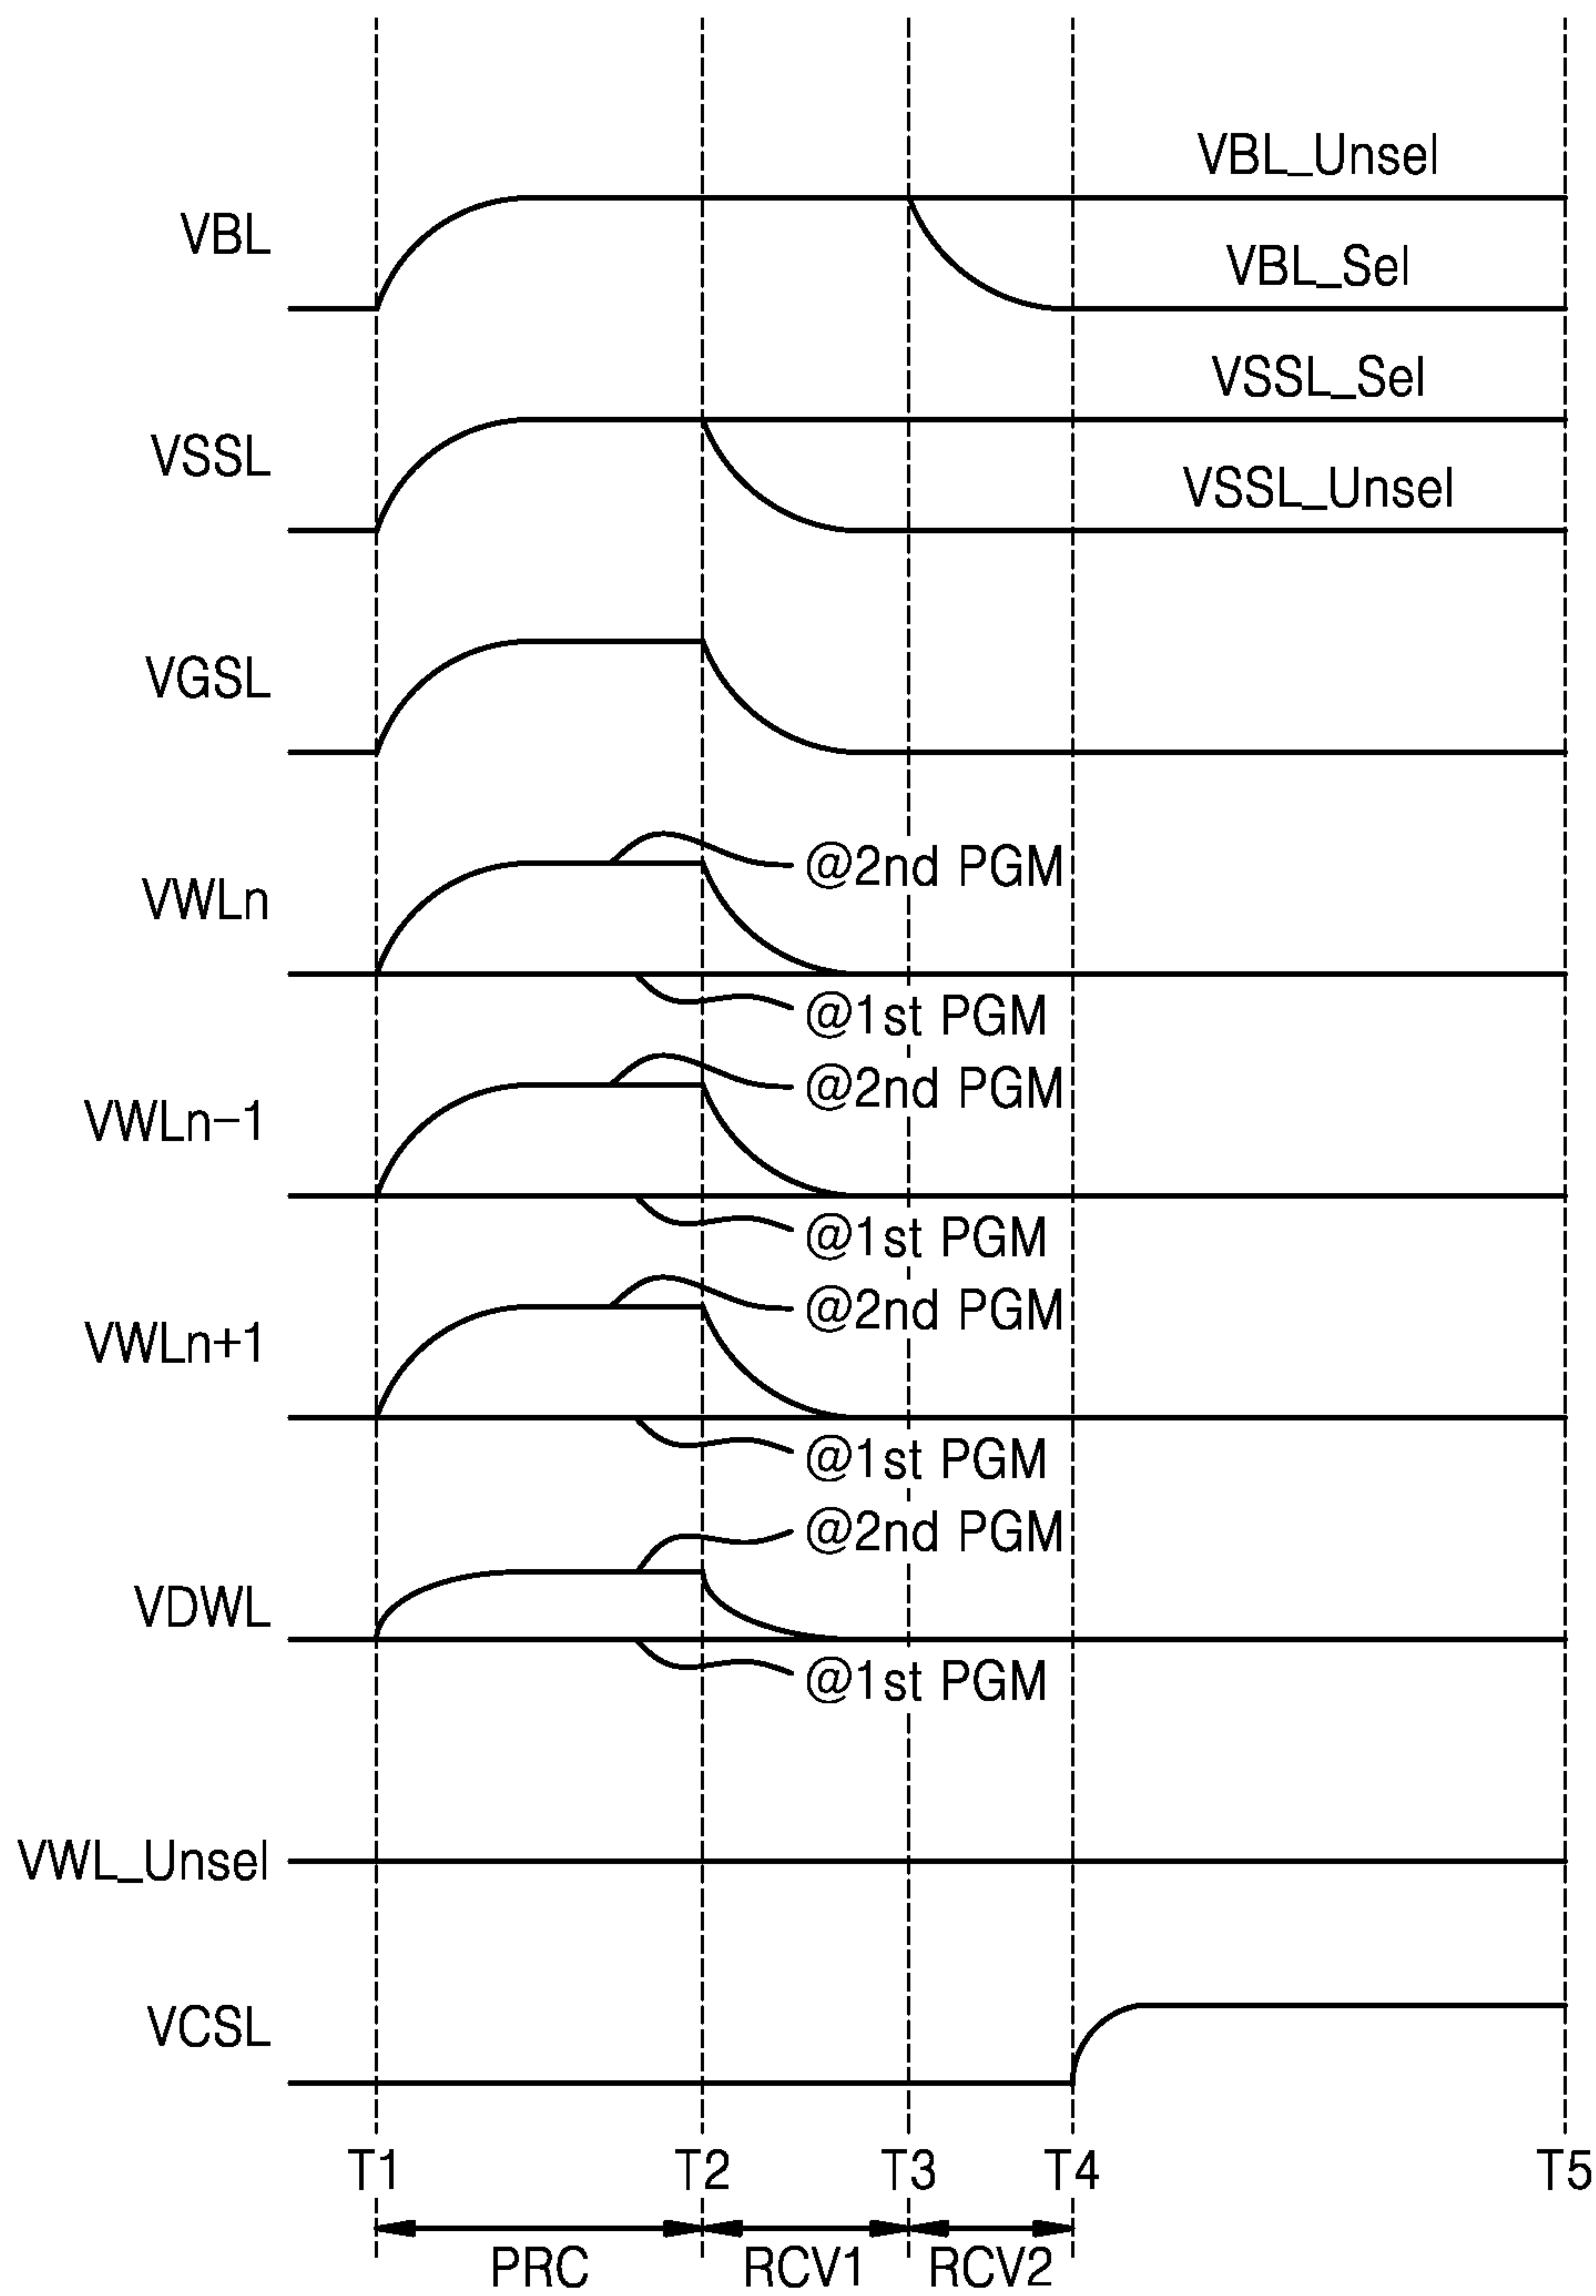 VBL_Unsel
VBL
VBL_Sel
VSSL_Sel
VSSL
VSSL_Unsel
VGSL
@2nd PGM
VWLn
@1st PGM
@2nd PGM
VWLn-1
@1st PGM
@2nd PGM
VWLn+1
@1st PGM
@2nd PGM
VDWL
@1st PGM
VWL_Unsel
VCSL
T1 T2 T3 T4 T5
PRC RCV1 RCV2